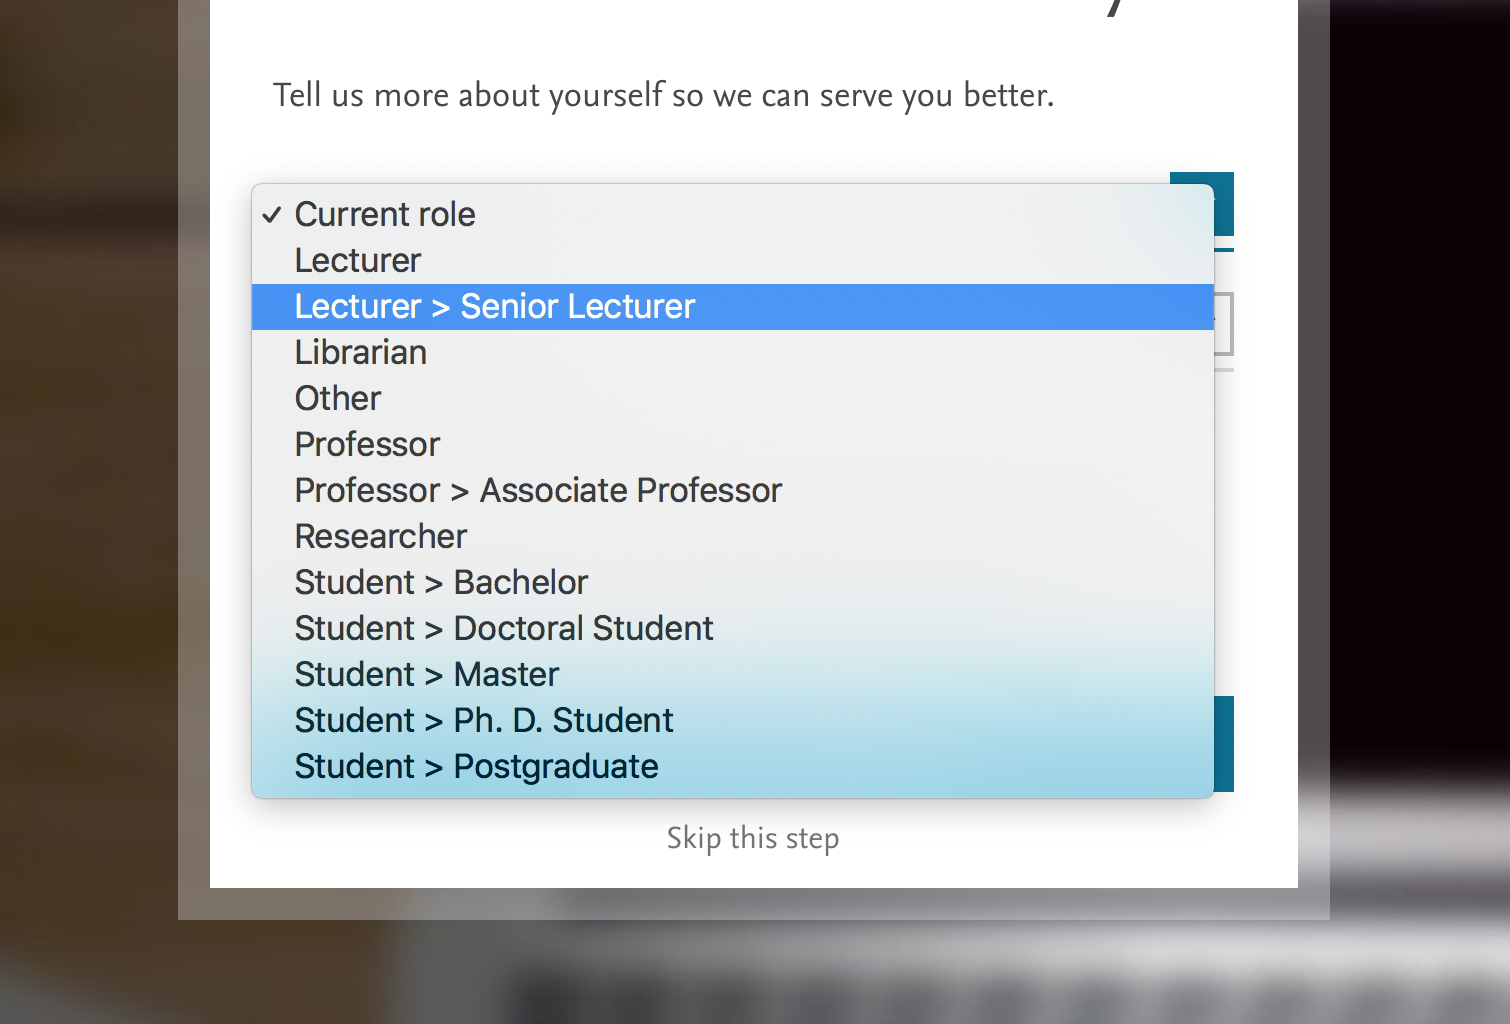 Tell us more about yourself so we can serve you better.
✓ Current role
Lecturer
Lecturer > Senior Lecturer
Librarian
Other
Professor
Professor > Associate Professor
Researcher
Student > Bachelor
Student > Doctoral Student
Student > Master
Student > Ph. D. Student
Student > Postgraduate
Skip this step